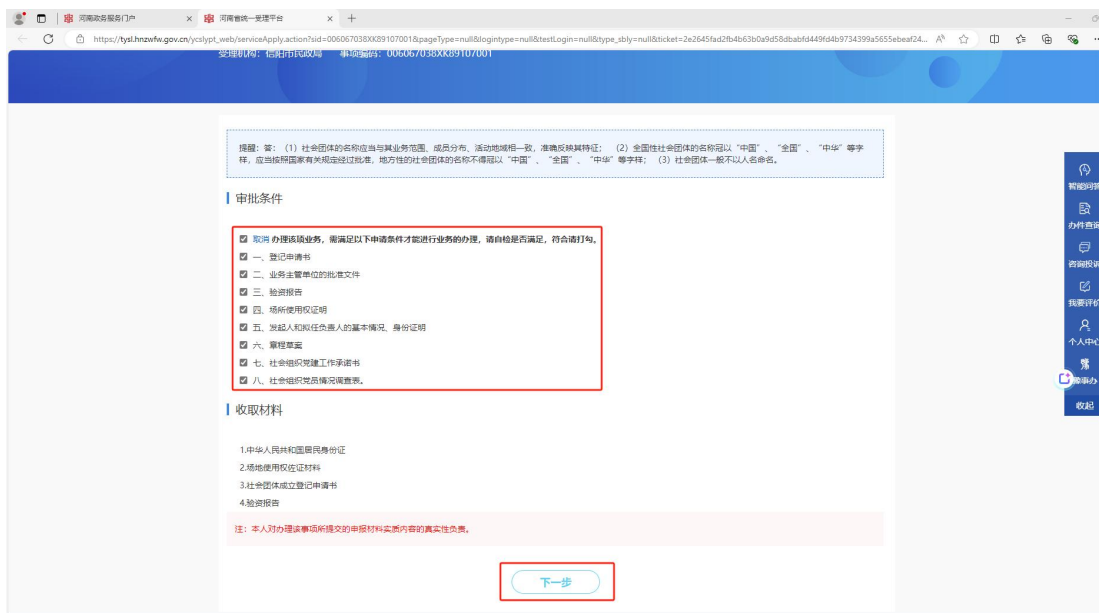 河南政务服务门户
河南省统一受理平台
https://tysl.hnzwfw.gov.cn/ycslypt_web/serviceApply.action?sid=006067038XK89107001&pageType=null&logintype=null&testLogin=null&type_sbly=null&ticket=2e2645fad2fb4b63b0a9d58dbabfd449fd4b9734399a5655ebeaf24...
受理机构：信阳市民政局 事项编码：006067038XK89107001
提醒：答：（1）社会团体的名称应当与其业务范围、成员分布、活动地域相一致，准确反映其特征； （2）全国性社会团体的名称冠以“中国”、“全国”、“中华”等字
样，应当按照国家有关规定经过批准，地方性的社会团体的名称不得冠以“中国”、“全国”、“中华”等字样； （3）社会团体一般不以人名命名。
审批条件
取消 办理该项业务，需满足以下申请条件才能进行业务的办理，请自检是否满足，符合请打勾。
一、登记申请书
二、业务主管单位的批准文件
三、验资报告
四、场所使用权证明
五、发起人和拟任负责人的基本情况、身份证明
六、章程草案
七、社会组织党建工作承诺书
八、社会组织党员情况调查表。
收取材料
1.中华人民共和国居民身份证
2.场地使用权佐证材料
3.社会团体成立登记申请书
4.验资报告
注：本人对办理该事项所提交的申报材料实质内容的真实性负责。
下一步
智能问答
办件查询
咨询投诉
我要评价
个人中心
豫事办
收起